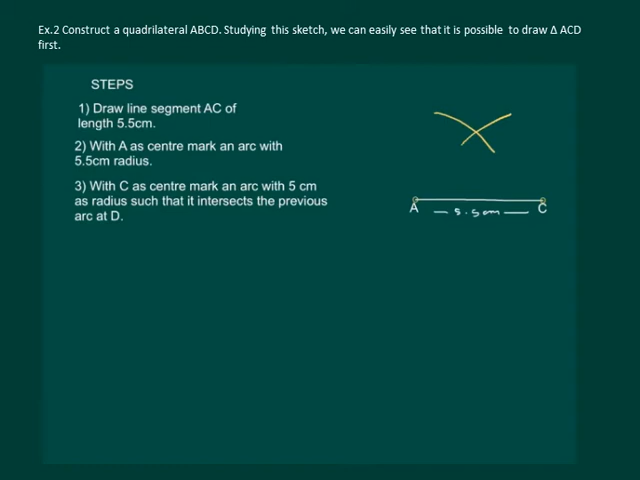 Ex.2 Construct a quadrilateral ABCD. Studying this sketch, we can easily see that it is possible to draw Δ ACD
first.
STEPS
1) Draw line segment AC of
length 5.5cm.
2) With A as centre mark an arc with
5.5cm radius.
3) With C as centre mark an arc with 5 cm
as radius such that it intersects the previous
arc at D.
A — 5.5cm — C